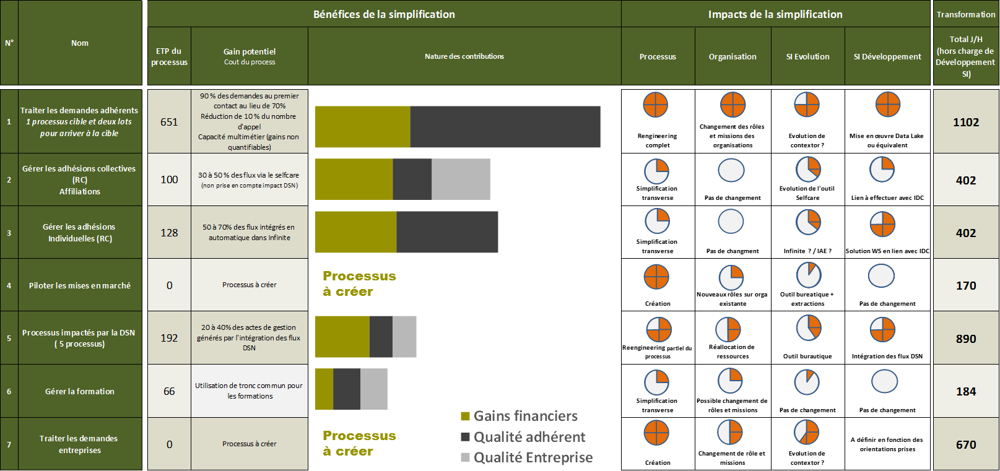 Bénéfices de la simplification
Impacts de la simplification
Transformation
N°
Nom
ETP du
processus
Gain potentiel
Cout du process
Nature des contributions
Processus
Organisation
SI Evolution
SI Développement
Total J/H
(hors charge de
Développement
SI)
1
Traiter les demandes adhérents
1 processus cible et deux lots
pour arriver à la cible
651
90 % des demandes au premier
contact au lieu de 70%
Réduction de 10 % du nombre
d'appel
Capacité multimétier (gains non
quantifiables)
Rengineering
complet
Changement des rôles
et missions des
organisations
Evolution de
contextor ?
Mise en œuvre Data Lake
ou équivalent
1102
2
Gérer les adhésions collectives
(RC)
Affiliations
100
30 à 50 % des flux via le selfcare
(non prise en compte impact DSN)
Simplification
transverse
Pas de changement
Evolution de l'outil
Selfcare
Lien à effectuer avec IDC
402
3
Gérer les adhésions
Individuelles (RC)
128
50 à 70% des flux intégrés en
automatique dans Infinite
Simplification
transverse
Pas de changment
Infinite ? / IAE ?
Solution WS en lien avec IDC
402
4
Piloter les mises en marché
0
Processus à créer
Processus
à créer
Création
Nouveaux rôles sur orga
existante
Outil bureatique +
extractions
Pas de changement
170
5
Processus impactés par la DSN
( 5 processus)
192
20 à 40% des actes de gestion
générés par l'intégration des flux
DSN
Reengineering partiel du
processus
Réallocation de
ressources
Outil burautique
Intégration des flux DSN
890
6
Gérer la formation
66
Utilisation de tronc commun pour
les formations
Simplification
transverse
Possible changement de
rôles et missions
Pas de changement
Pas de changement
184
7
Traiter les demandes
entreprises
0
Processus à créer
Processus
à créer
Gains financiers
Qualité adhérent
Qualité Entreprise
Création
Changement de rôle et
missions
Evolution de
contextor ?
A définir en fonction des
orientations prises
670